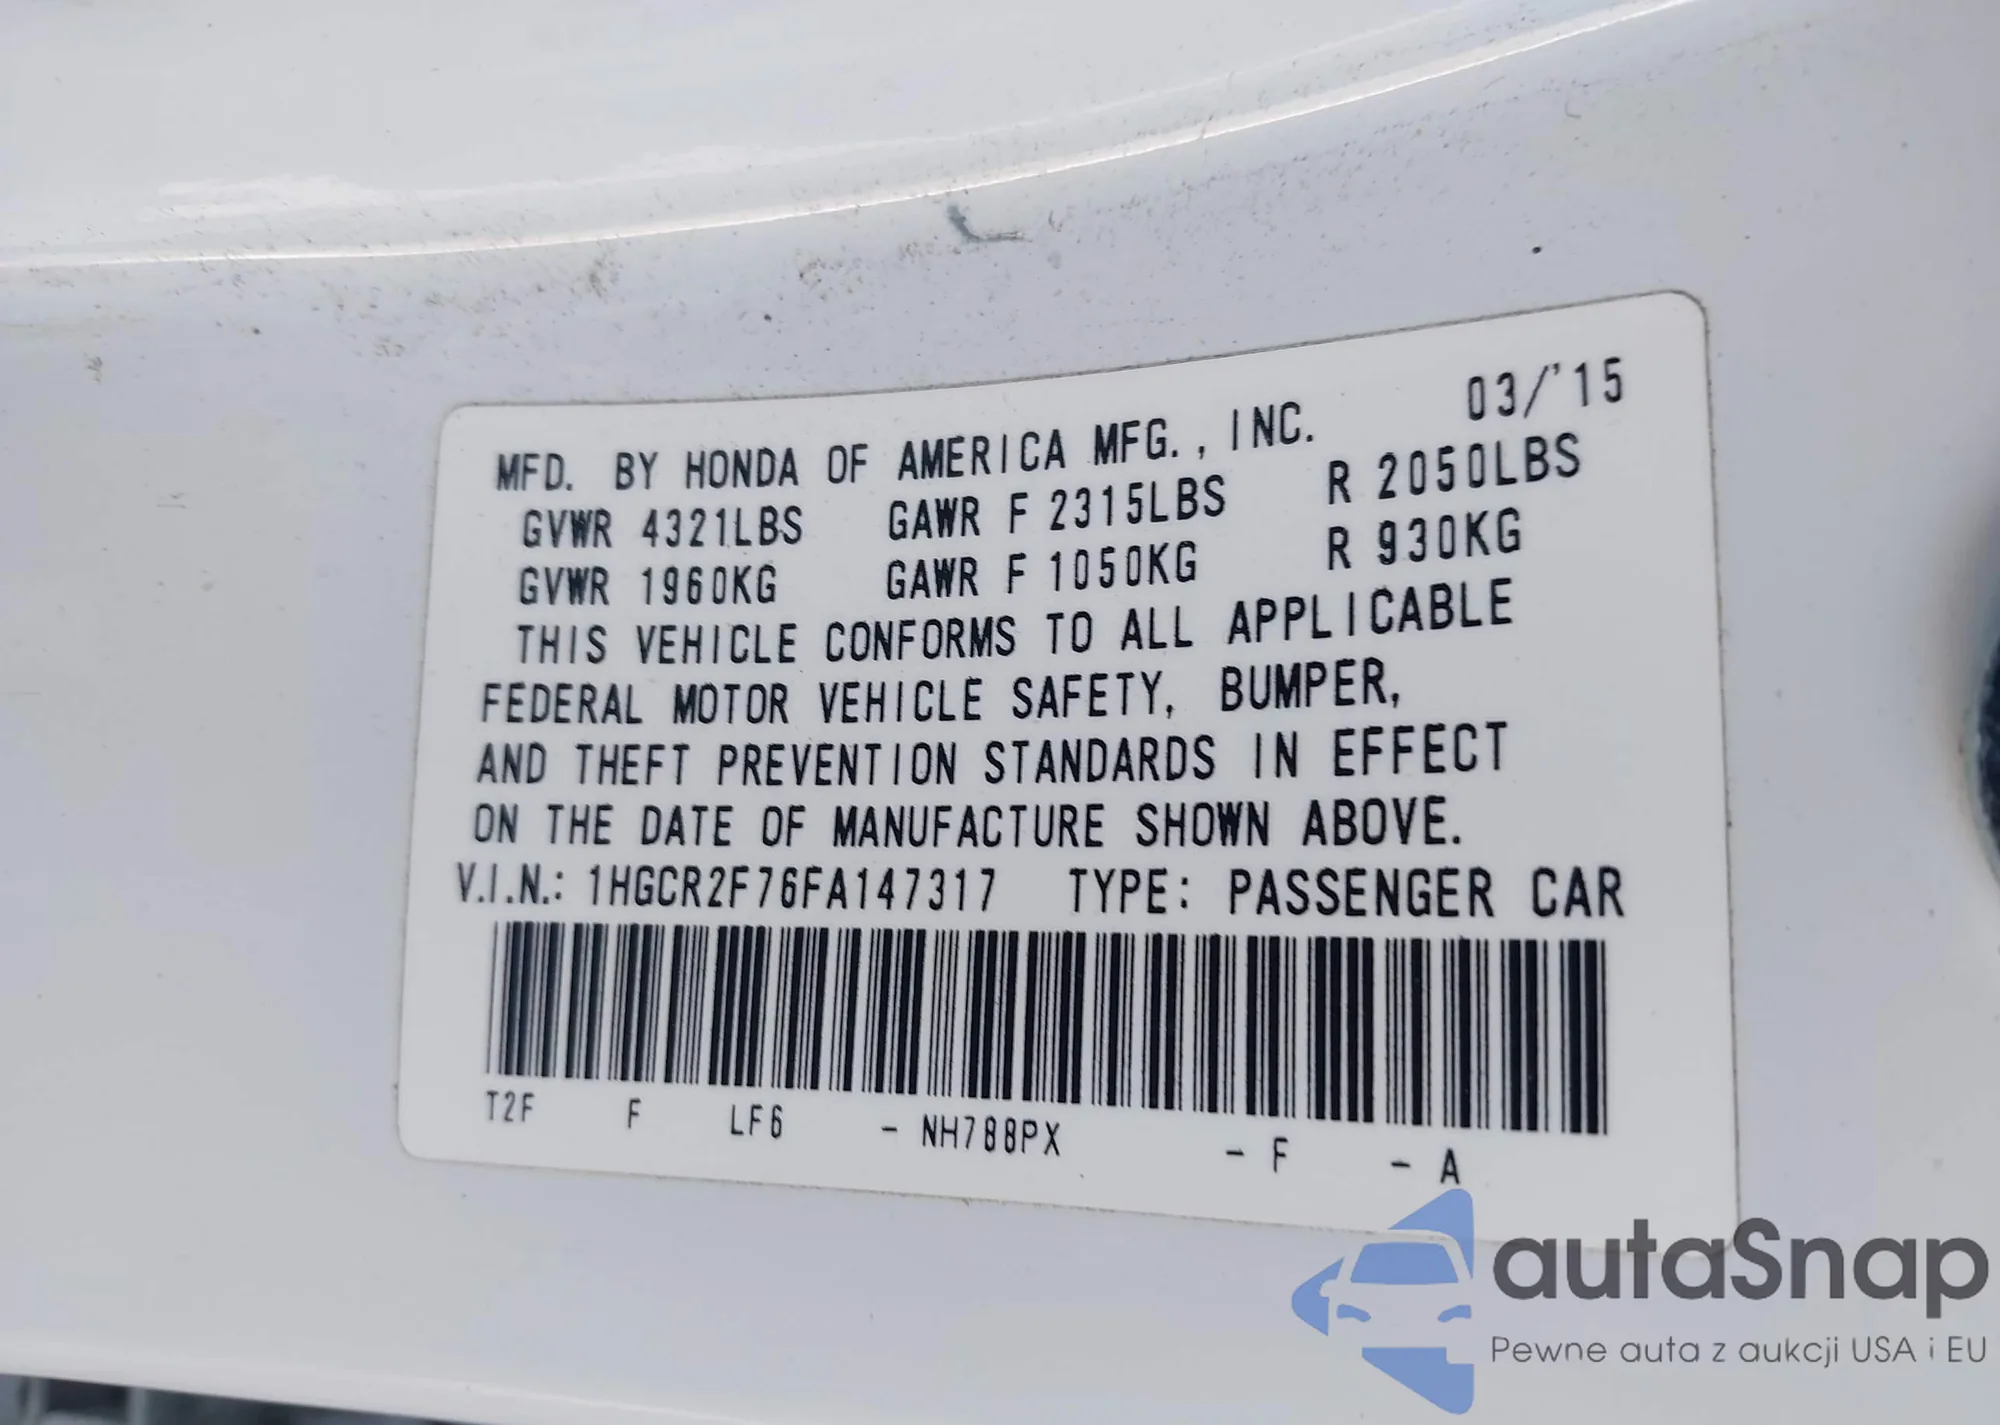 03/'15
MFD. BY HONDA OF AMERICA MFG., INC.
GVWR 4321LBS GAWR F 2315LBS R 2050LBS
GVWR 1960KG GAWR F 1050KG R 930KG
THIS VEHICLE CONFORMS TO ALL APPLICABLE
FEDERAL MOTOR VEHICLE SAFETY, BUMPER,
AND THEFT PREVENTION STANDARDS IN EFFECT
ON THE DATE OF MANUFACTURE SHOWN ABOVE.
V.I.N.: 1HGCR2F76FA147317 TYPE: PASSENGER CAR
T2F F LF6 - NH788PX - F - A
autaSnap
Pewne auta z aukcji USA i EU